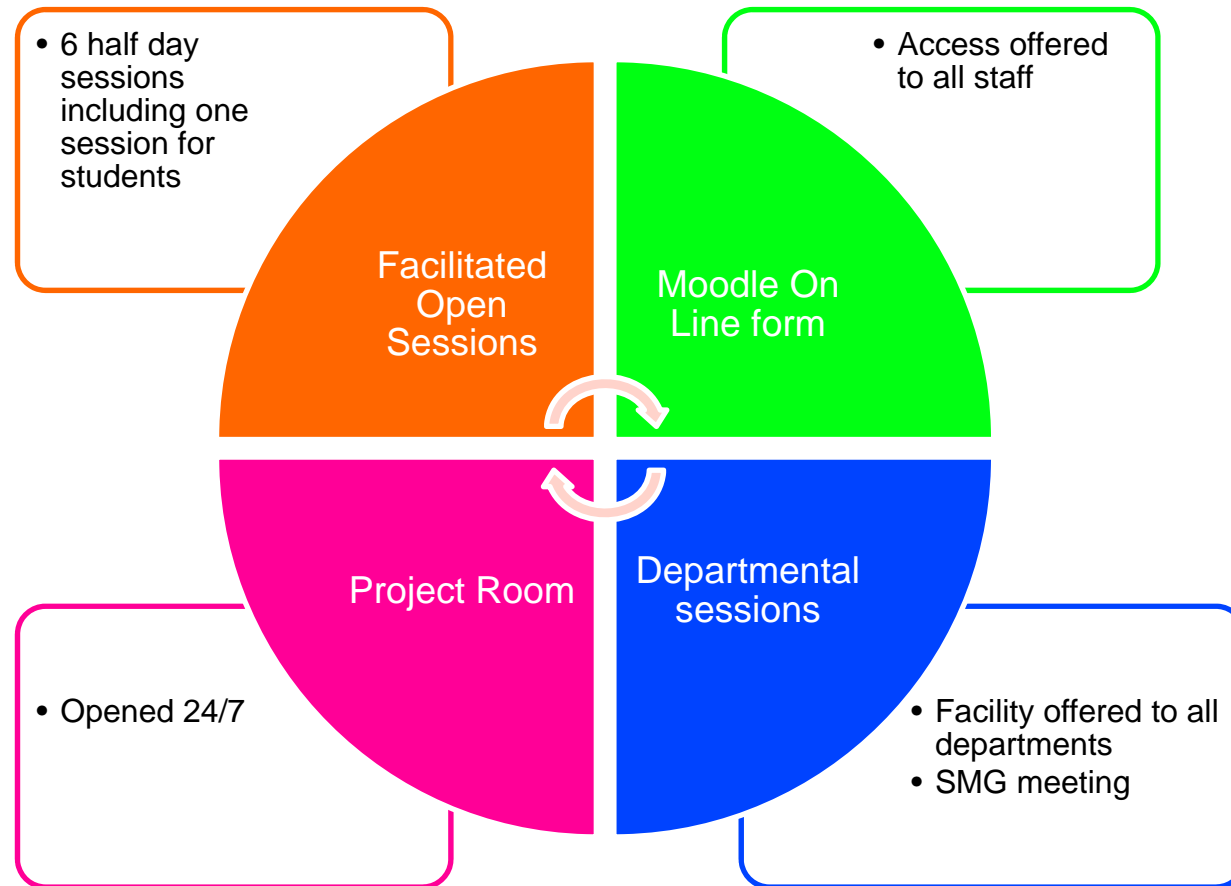 • 6 half day
sessions
including one
session for
students
• Access offered
to all staff
Facilitated
Open
Sessions
Moodle On
Line form
Project Room
Departmental
sessions
• Opened 24/7
• Facility offered to all
departments
• SMG meeting